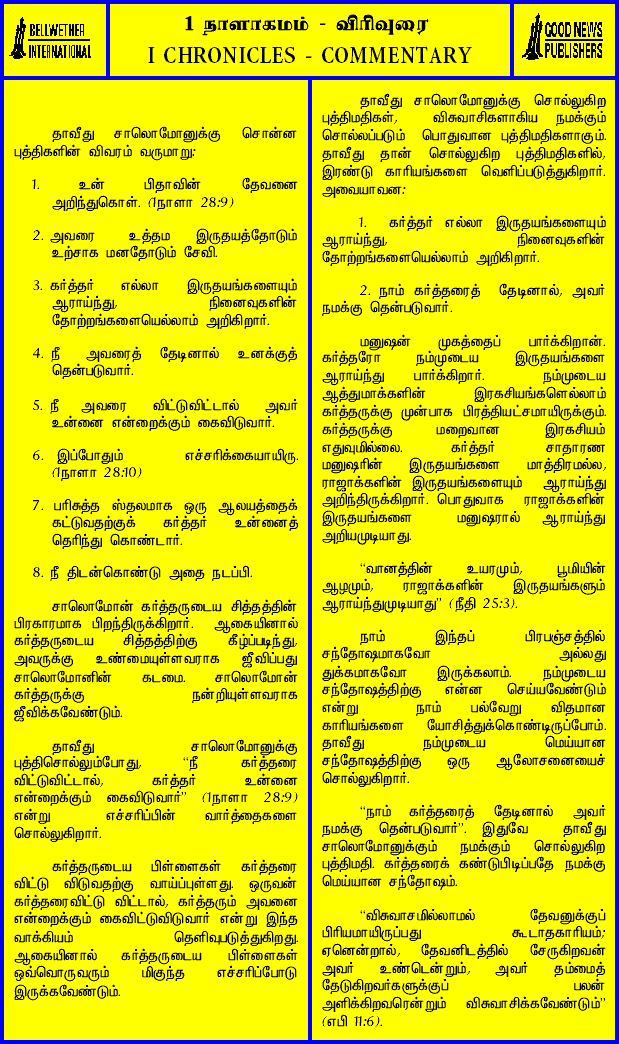 BELLWETHER
INTERNATIONAL
1 நாளாகமம் - விரிவுரை
I CHRONICLES - COMMENTARY
GOOD NEWS
PUBLISHERS
தாவீது சாலொமோனுக்கு சொன்ன
புத்திகளின் விவரம் வருமாறு:
1. உன் பிதாவின் தேவனை
அறிந்துகொள். (1நாளா 28:9)
2. அவரை உத்தம இருதயத்தோடும்
உற்சாக மனதோடும் சேவி.
3. கர்த்தர் எல்லா இருதயங்களையும்
ஆராய்ந்து, நினைவுகளின்
தோற்றங்களையெல்லாம் அறிகிறார்.
4. நீ அவரைத் தேடினால் உனக்குத்
தென்படுவார்.
5. நீ அவரை விட்டுவிட்டால் அவர்
உன்னை என்றைக்கும் கைவிடுவார்.
6. இப்போதும் எச்சரிக்கையாயிரு.
(1நாளா 28:10)
7. பரிசுத்த ஸ்தலமாக ஒரு ஆலயத்தைக்
கட்டுவதற்குக் கர்த்தர் உன்னைத்
தெரிந்து கொண்டார்.
8. நீ திடன்கொண்டு அதை நடப்பி.
சாலொமோன் கர்த்தருடைய சித்தத்தின்
பிரகாரமாக பிறந்திருக்கிறார். ஆகையினால்
கர்த்தருடைய சித்தத்திற்கு கீழ்ப்படிந்து,
அவருக்கு உண்மையுள்ளவராக ஜீவிப்பது
சாலொமோனின் கடமை. சாலொமோன்
கர்த்தருக்கு நன்றியுள்ளவராக
ஜீவிக்கவேண்டும்.
தாவீது சாலொமோனுக்கு
புத்திசொல்லும்போது, “நீ கர்த்தரை
விட்டுவிட்டால், கர்த்தர் உன்னை
என்றைக்கும் கைவிடுவார்” (1நாளா 28:9)
என்று எச்சரிப்பின் வார்த்தைகளை
சொல்லுகிறார்.
கர்த்தருடைய பிள்ளைகள் கர்த்தரை
விட்டு விடுவதற்கு வாய்ப்புள்ளது. ஒருவன்
கர்த்தரைவிட்டு விட்டால், கர்த்தரும் அவனை
என்றைக்கும் கைவிட்டுவிடுவார் என்று இந்த
வாக்கியம் தெளிவுபடுத்துகிறது.
ஆகையினால் கர்த்தருடைய பிள்ளைகள்
ஒவ்வொருவரும் மிகுந்த எச்சரிப்போடு
இருக்கவேண்டும்.
தாவீது சாலொமோனுக்கு சொல்லுகிற
புத்திமதிகள், விசுவாசிகளாகிய நமக்கும்
சொல்லப்படும் பொதுவான புத்திமதிகளாகும்.
தாவீது தான் சொல்லுகிற புத்திமதிகளில்,
இரண்டு காரியங்களை வெளிப்படுத்துகிறார்.
அவையாவன:
1. கர்த்தர் எல்லா இருதயங்களையும்
ஆராய்ந்து, நினைவுகளின்
தோற்றங்களையெல்லாம் அறிகிறார்.
2. நாம் கர்த்தரைத் தேடினால், அவர்
நமக்கு தென்படுவார்.
மனுஷன் முகத்தைப் பார்க்கிறான்.
கர்த்தரோ நம்முடைய இருதயங்களை
ஆராய்ந்து பார்க்கிறார். நம்முடைய
ஆத்துமாக்களின் இரகசியங்களெல்லாம்
கர்த்தருக்கு முன்பாக பிரத்தியட்சமாயிருக்கும்.
கர்த்தருக்கு மறைவான இரகசியம்
எதுவுமில்லை. கர்த்தர் சாதாரண
மனுஷரின் இருதயங்களை மாத்திரமல்ல,
ராஜாக்களின் இருதயங்களையும் ஆராய்ந்து
அறிந்திருக்கிறார். பொதுவாக ராஜாக்களின்
இருதயங்களை மனுஷரால் ஆராய்ந்து
அறியமுடியாது.
“வானத்தின் உயரமும், பூமியின்
ஆழமும், ராஜாக்களின் இருதயங்களும்
ஆராய்ந்துமுடியாது” (நீதி 25:3).
நாம் இந்தப் பிரபஞ்சத்தில்
சந்தோஷமாகவோ அல்லது
துக்கமாகவோ இருக்கலாம். நம்முடைய
சந்தோஷத்திற்கு என்ன செய்யவேண்டும்
என்று நாம் பல்வேறு விதமான
காரியங்களை யோசித்துக்கொண்டிருப்போம்.
தாவீது நம்முடைய மெய்யான
சந்தோஷத்திற்கு ஒரு ஆலோசனையைச்
சொல்லுகிறார்.
“நாம் கர்த்தரைத் தேடினால் அவர்
நமக்கு தென்படுவார்”. இதுவே தாவீது
சாலொமோனுக்கும் நமக்கும் சொல்லுகிற
புத்திமதி. கர்த்தரைக் கண்டுபிடிப்பதே நமக்கு
மெய்யான சந்தோஷம்.
“விசுவாசமில்லாமல் தேவனுக்குப்
பிரியமாயிருப்பது கூடாதகாரியம்;
ஏனென்றால், தேவனிடத்தில் சேருகிறவன்
அவர் உண்டென்றும், அவர் தம்மைத்
தேடுகிறவர்களுக்குப் பலன்
அளிக்கிறவரென்றும் விசுவாசிக்கவேண்டும்”
(எபி 11:6).